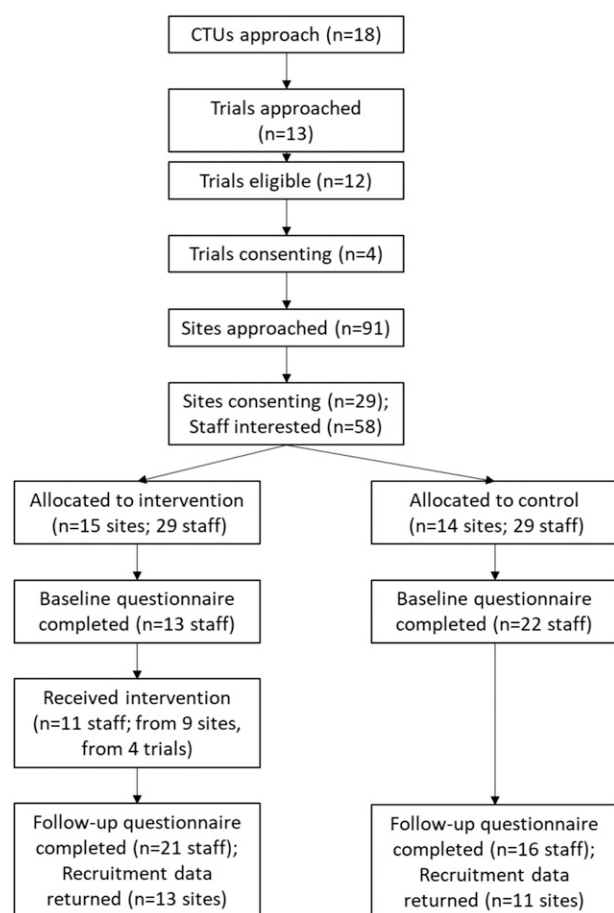 CTUs approach (n=18)
Trials approached
(n=13)
Trials eligible (n=12)
Trials consenting (n=4)
Sites approached (n=91)
Sites consenting (n=29);
Staff interested (n=58)
Allocated to intervention
(n=15 sites; 29 staff)
Allocated to control
(n=14 sites; 29 staff)
Baseline questionnaire
completed (n=13 staff)
Baseline questionnaire
completed (n=22 staff)
Received intervention
(n=11 staff; from 9 sites,
from 4 trials)
Follow-up questionnaire
completed (n=21 staff);
Recruitment data
returned (n=13 sites)
Follow-up questionnaire
completed (n=16 staff);
Recruitment data
returned (n=11 sites)